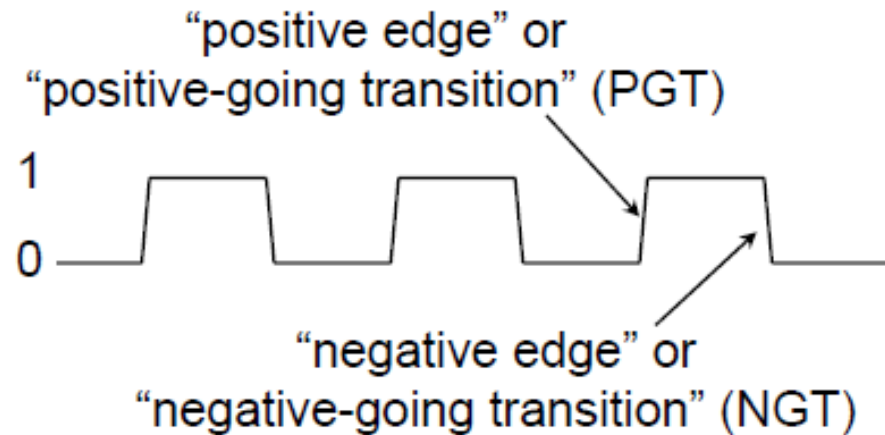 “positive edge” or
“positive-going transition” (PGT)
1
0
“negative edge” or
“negative-going transition” (NGT)